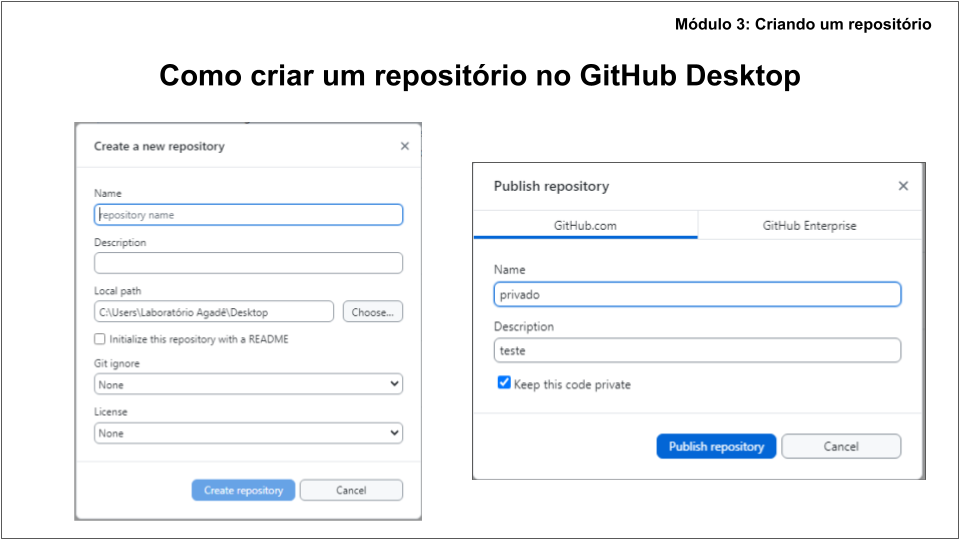 Módulo 3: Criando um repositório
Como criar um repositório no GitHub Desktop
Create a new repository
Name
repository name
Description
Local path
C:\Users\Laboratório Agadê\Desktop
Choose...
Initialize this repository with a README
Git ignore
None
License
None
Create repository
Cancel
Publish repository
GitHub.com
GitHub Enterprise
Name
privado
Description
teste
Keep this code private
Publish repository
Cancel